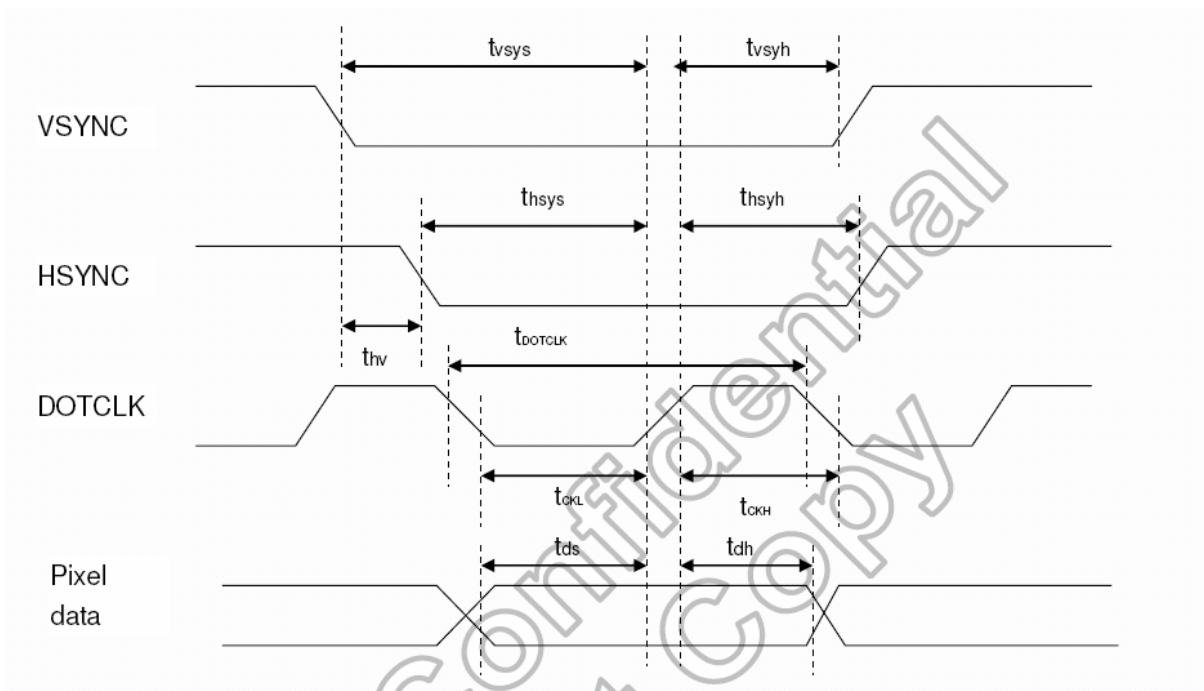 tvsys
tvsyh
VSYNC
thsys
thsyh
HSYNC
tDOTCLK
thv
DOTCLK
tCKL
tCKH
tds
tdh
Pixel
data
Confidential
Copy